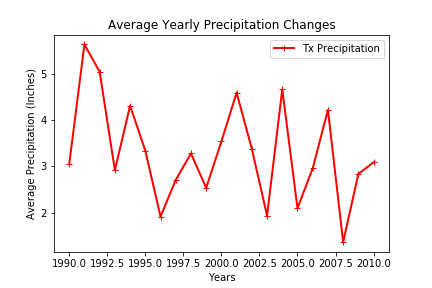 Average Yearly Precipitation Changes
Tx Precipitation
Average Precipitation (Inches)
5
4
3
2
1990.0 1992.5 1995.0 1997.5 2000.0 2002.5 2005.0 2007.5 2010.0
Years